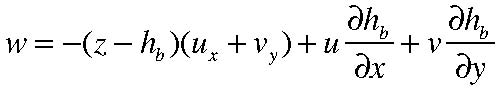 w = −(z − h_b)(u_x + v_y) + u ∂h_b/∂x + v ∂h_b/∂y